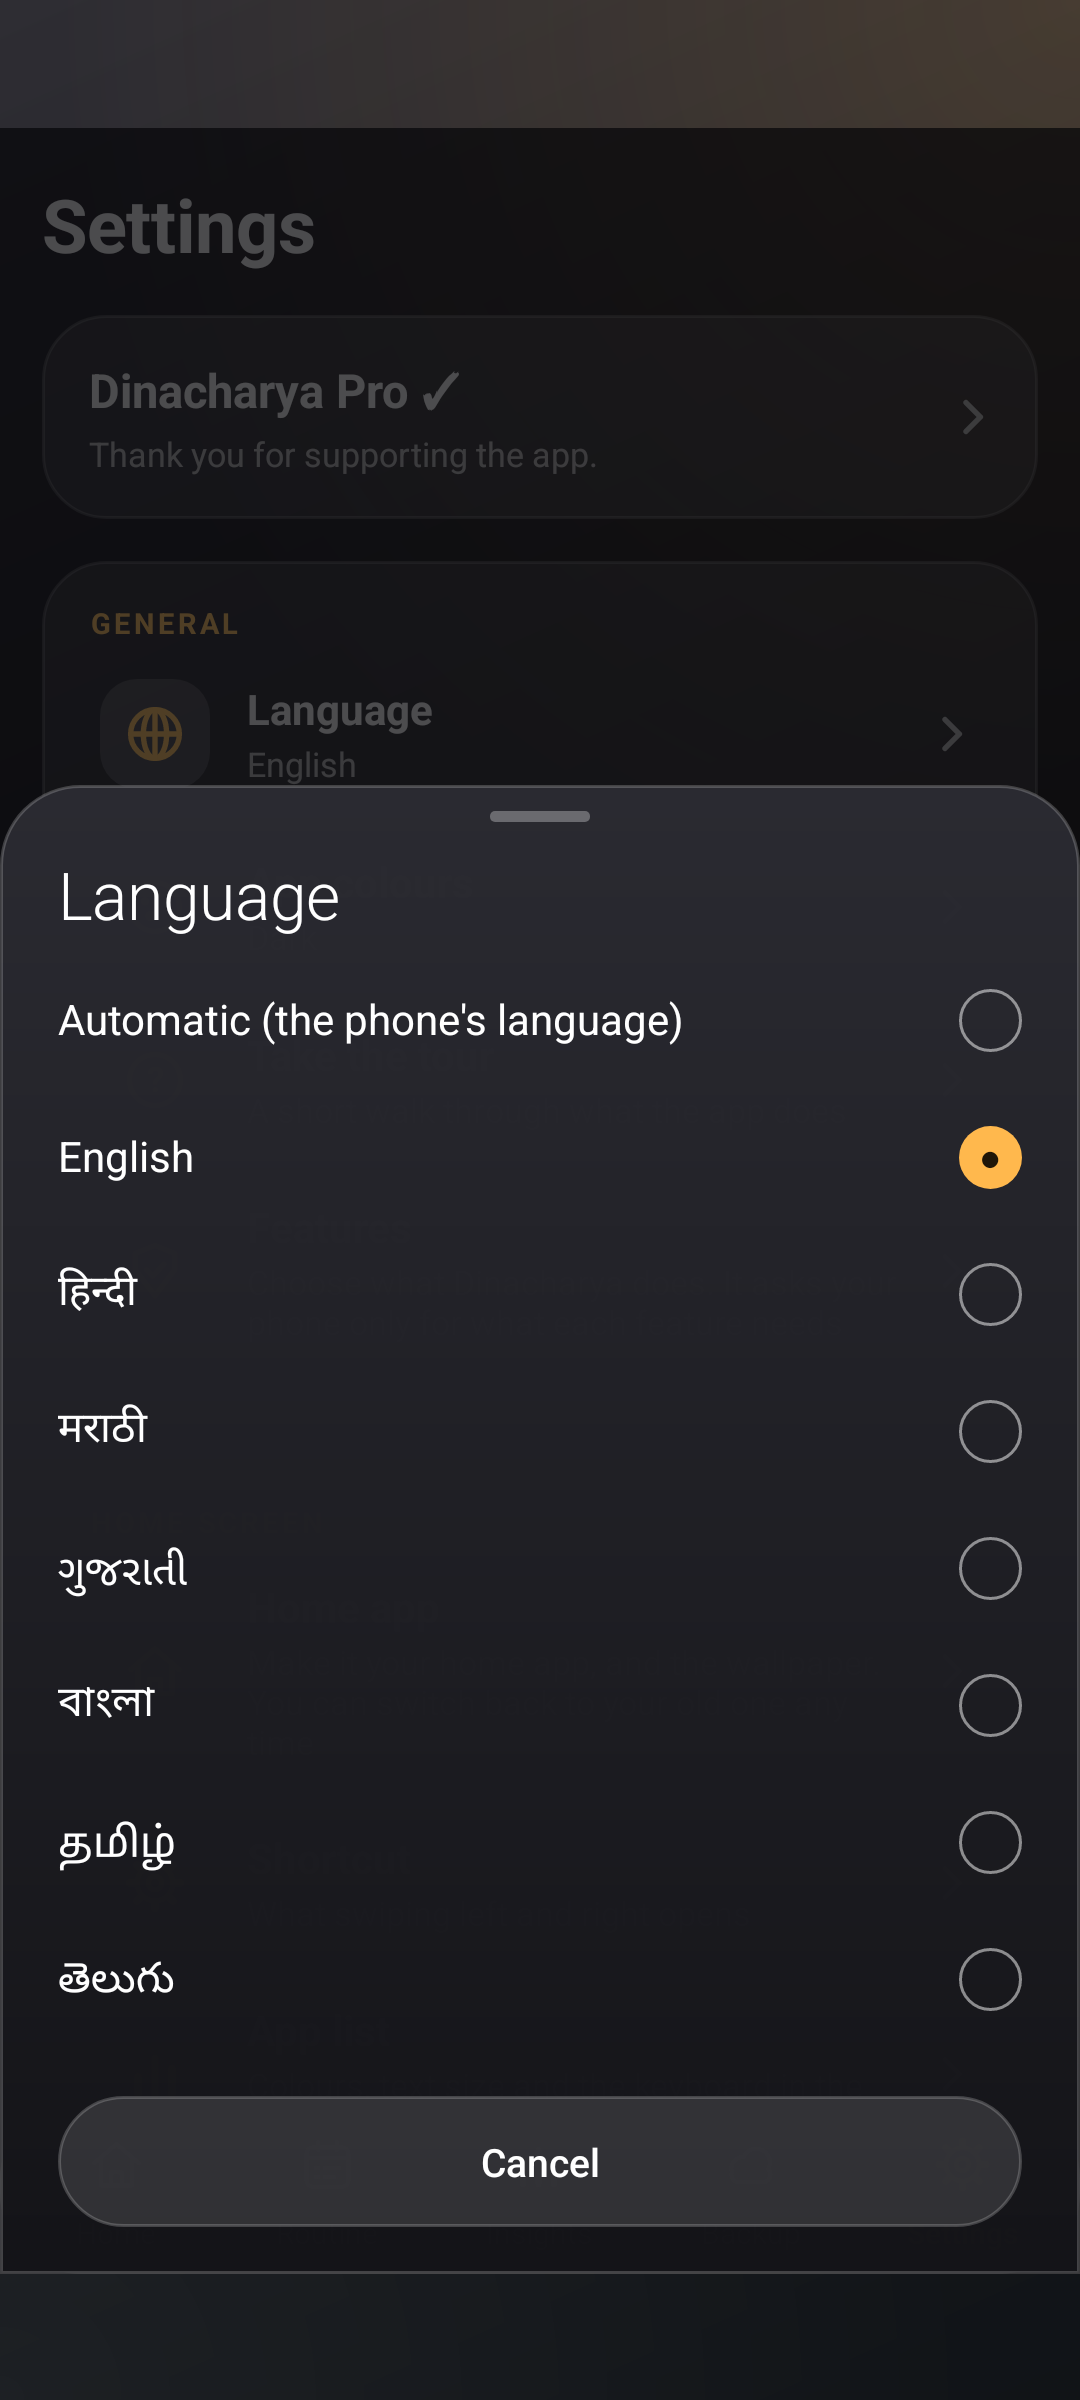 Settings
Dinacharya Pro ✓
Thank you for supporting the app.
GENERAL
Language
English
Language
Automatic (the phone's language)
English
हिन्दी
मराठी
ગુજરાતી
বাংলা
தமிழ்
తెలుగు
Cancel